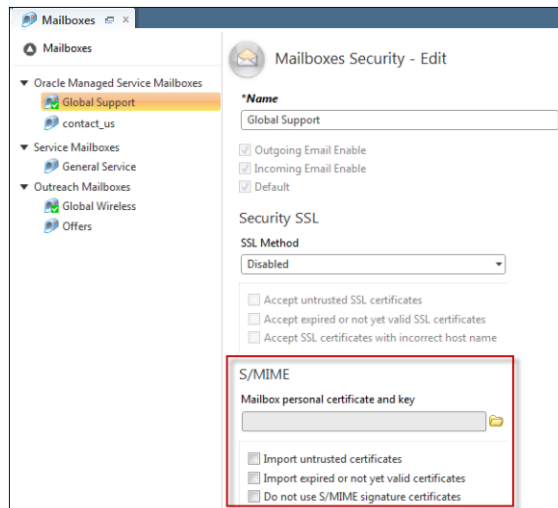 Mailboxes
Mailboxes
Oracle Managed Service Mailboxes
Global Support
contact_us
Service Mailboxes
General Service
Outreach Mailboxes
Global Wireless
Offers
Mailboxes Security - Edit
*Name
Global Support
Outgoing Email Enable
Incoming Email Enable
Default
Security SSL
SSL Method
Disabled
Accept untrusted SSL certificates
Accept expired or not yet valid SSL certificates
Accept SSL certificates with incorrect host name
S/MIME
Mailbox personal certificate and key
Import untrusted certificates
Import expired or not yet valid certificates
Do not use S/MIME signature certificates